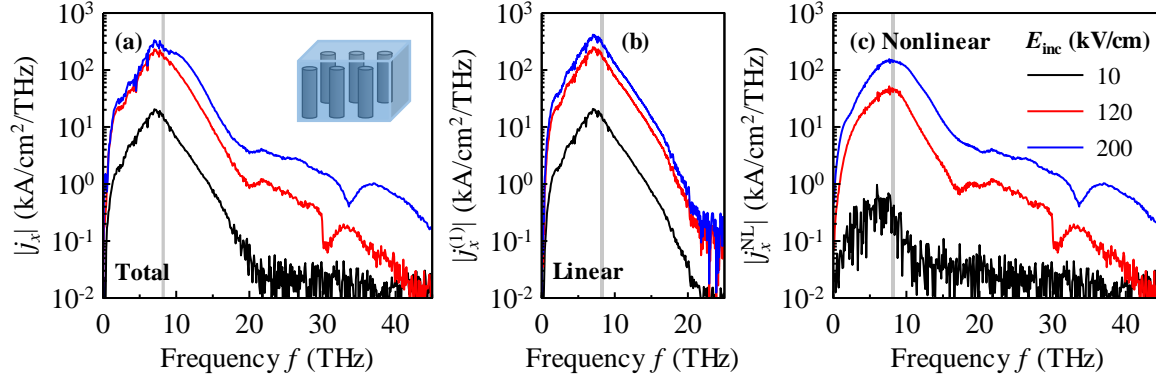 (a)
Total
|j_x| (kA/cm²/THz)
10³
10²
10¹
10⁰
10⁻¹
10⁻²
0 10 20 30 40
Frequency f (THz)
(b)
Linear
|j_x^(1)| (kA/cm²/THz)
10³
10²
10¹
10⁰
10⁻¹
10⁻²
0 10 20
Frequency f (THz)
(c) Nonlinear
|j_x^NL| (kA/cm²/THz)
10³
10²
10¹
10⁰
10⁻¹
10⁻²
0 10 20 30 40
Frequency f (THz)
E_inc (kV/cm)
10
120
200